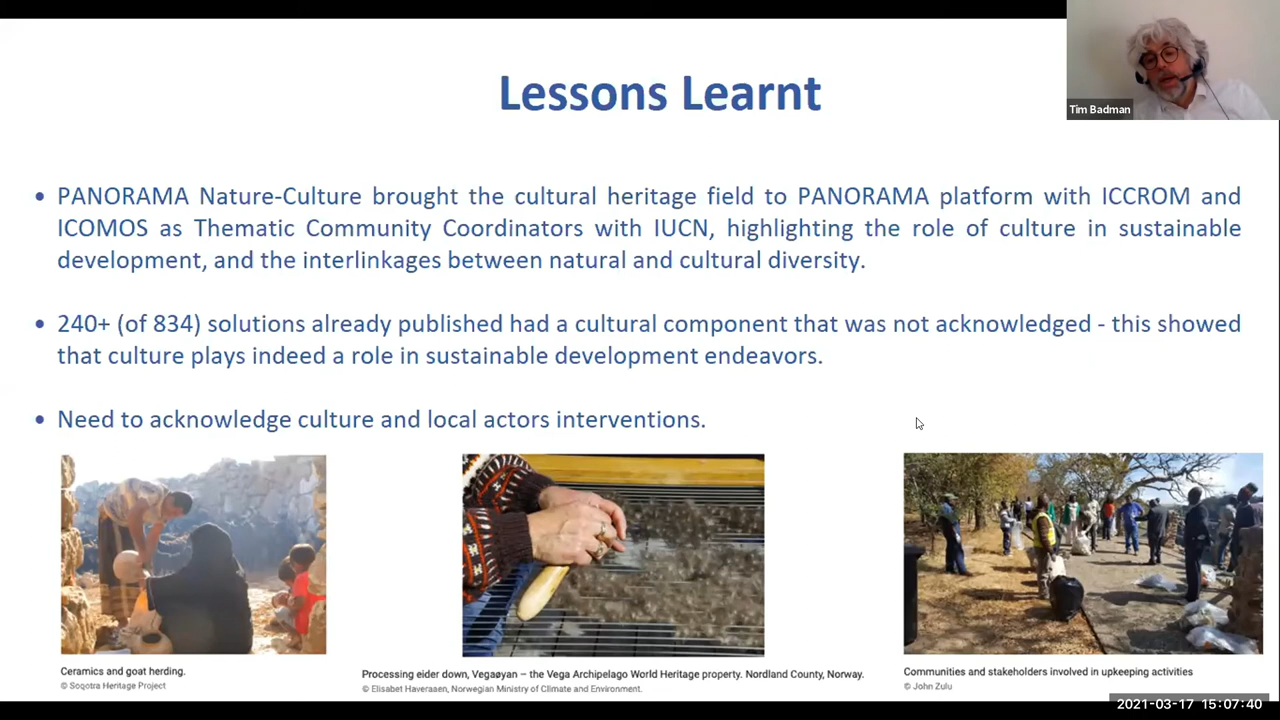 Lessons Learnt
Tim Badman
• PANORAMA Nature-Culture brought the cultural heritage field to PANORAMA platform with ICCROM and
ICOMOS as Thematic Community Coordinators with IUCN, highlighting the role of culture in sustainable
development, and the interlinkages between natural and cultural diversity.
• 240+ (of 834) solutions already published had a cultural component that was not acknowledged - this showed
that culture plays indeed a role in sustainable development endeavors.
• Need to acknowledge culture and local actors interventions.
Ceramics and goat herding.
© Soqotra Heritage Project
Processing eider down, Vegaøyan – the Vega Archipelago World Heritage property. Nordland County, Norway.
© Elisabet Haveraaen, Norwegian Ministry of Climate and Environment.
Communities and stakeholders involved in upkeeping activities
© John Zulu
2021-03-17 15:07:40